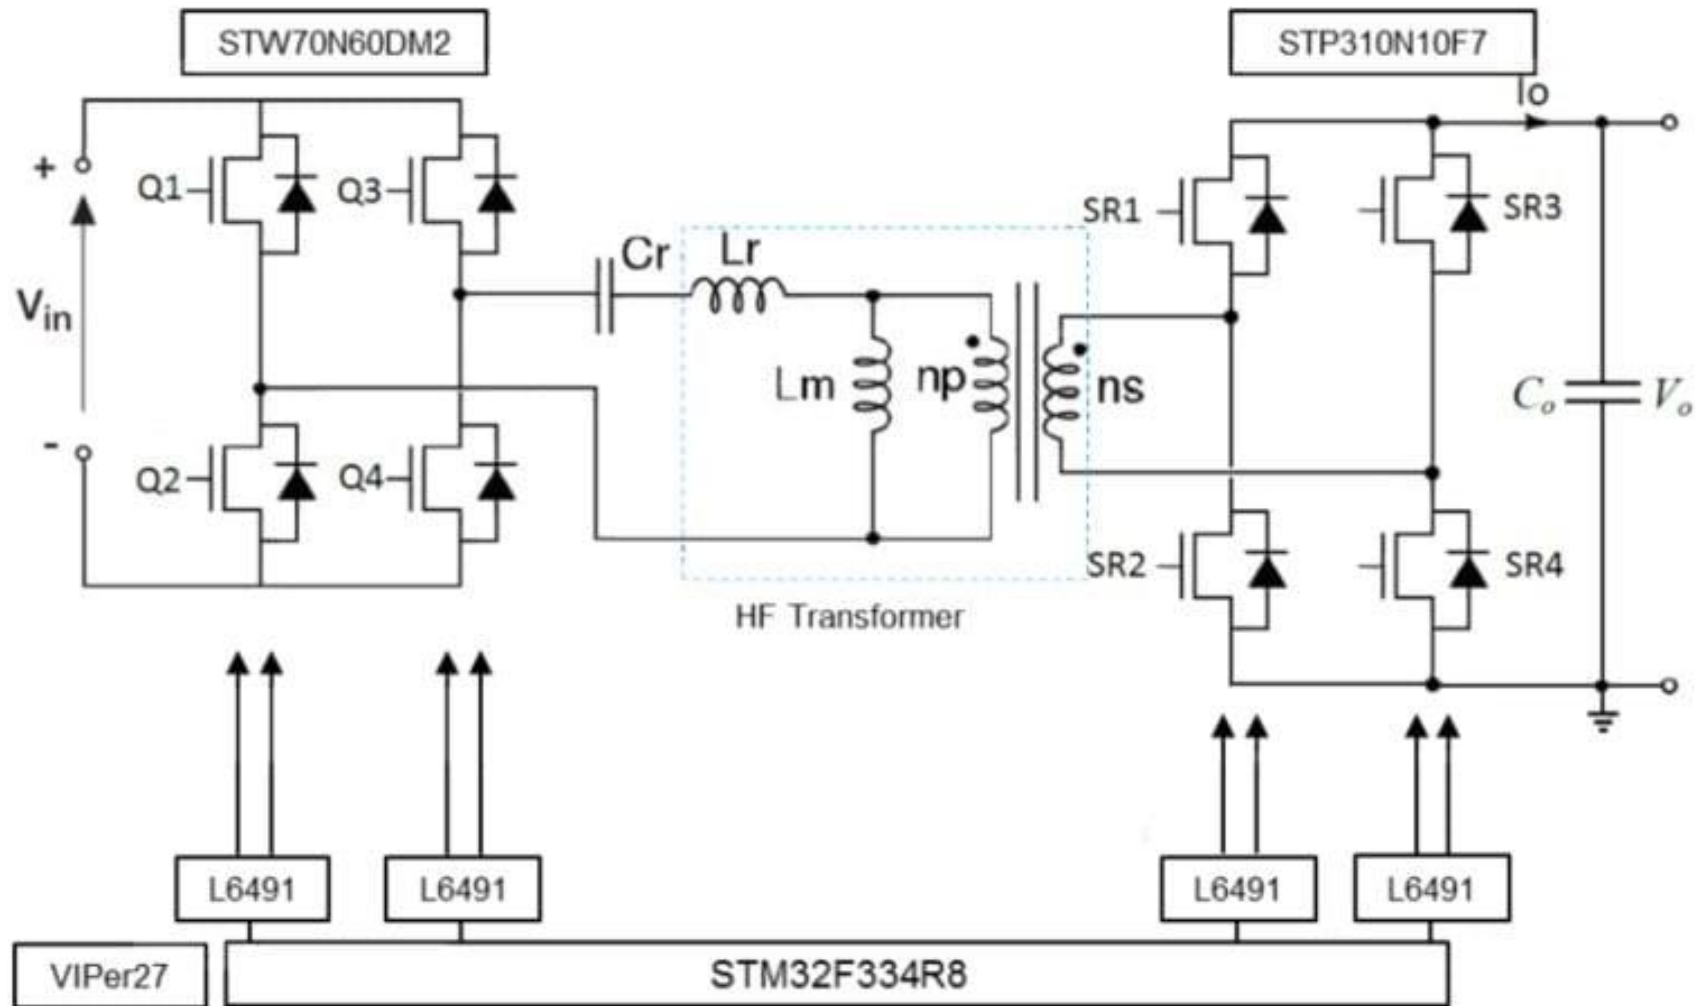 STW70N60DM2
STP310N10F7
Io
+
Q1
Q3
SR1
SR3
Cr
Lr
Vin
Lm
np
ns
Co
Vo
-
Q2
Q4
SR2
SR4
HF Transformer
L6491
L6491
L6491
L6491
VIPer27
STM32F334R8